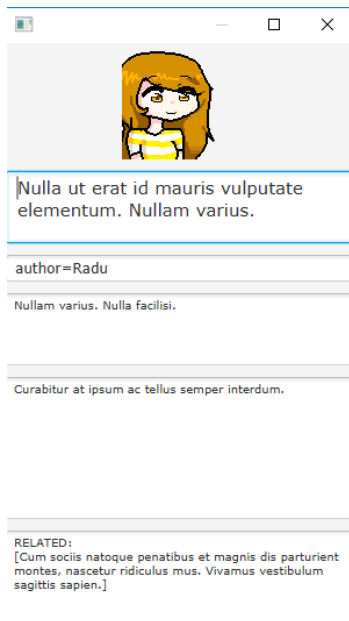 Nulla ut erat id mauris vulputate
elementum. Nullam varius.
author=Radu
Nullam varius. Nulla facilisi.
Curabitur at ipsum ac tellus semper interdum.
RELATED:
[Cum sociis natoque penatibus et magnis dis parturient
montes, nascetur ridiculus mus. Vivamus vestibulum
sagittis sapien.]